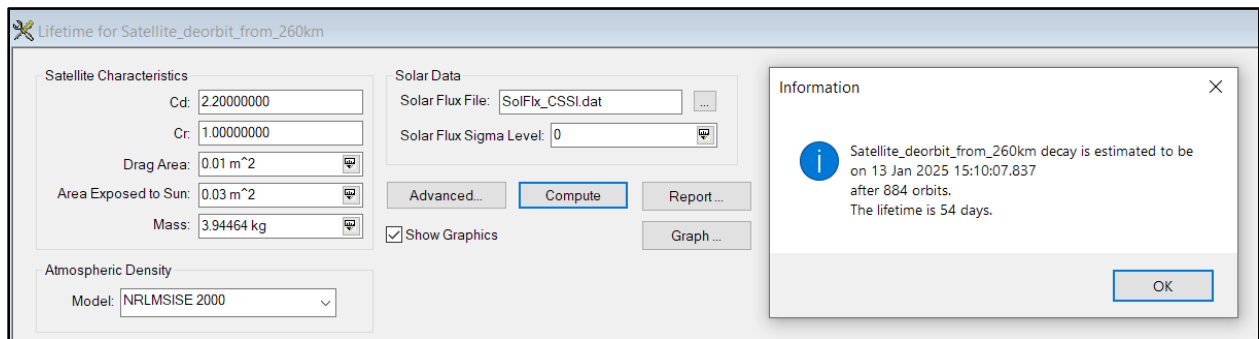 Lifetime for Satellite_deorbit_from_260km
Satellite Characteristics
Cd: 2.20000000
Cr: 1.00000000
Drag Area: 0.01 m^2
Area Exposed to Sun: 0.03 m^2
Mass: 3.94464 kg
Atmospheric Density
Model: NRLMSISE 2000
Solar Data
Solar Flux File: SolFlx_CSSI.dat ...
Solar Flux Sigma Level: 0
Advanced... Compute Report...
Show Graphics Graph ...
Information
Satellite_deorbit_from_260km decay is estimated to be
on 13 Jan 2025 15:10:07.837
after 884 orbits.
The lifetime is 54 days.
OK